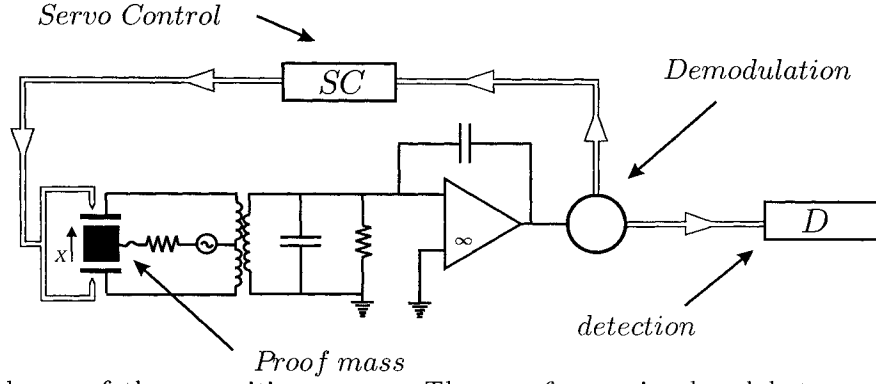 Servo Control
SC
Demodulation
X
∞
D
detection
Proof mass